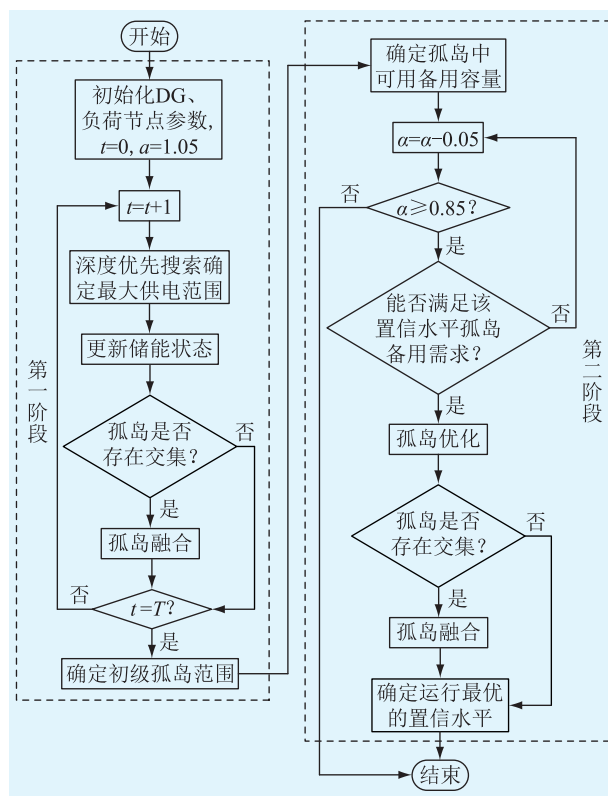 开始
初始化DG、
负荷节点参数,
t=0, a=1.05
t=t+1
深度优先搜索确
定最大供电范围
更新储能状态
孤岛是否
存在交集?
否
是
孤岛融合
t=T?
否
是
确定初级孤岛范围
第一阶段
确定孤岛中
可用备用容量
α=α−0.05
α≥0.85?
否
是
能否满足该
置信水平孤岛
备用需求?
否
是
孤岛优化
孤岛是否
存在交集?
否
是
孤岛融合
确定运行最优
的置信水平
第二阶段
结束